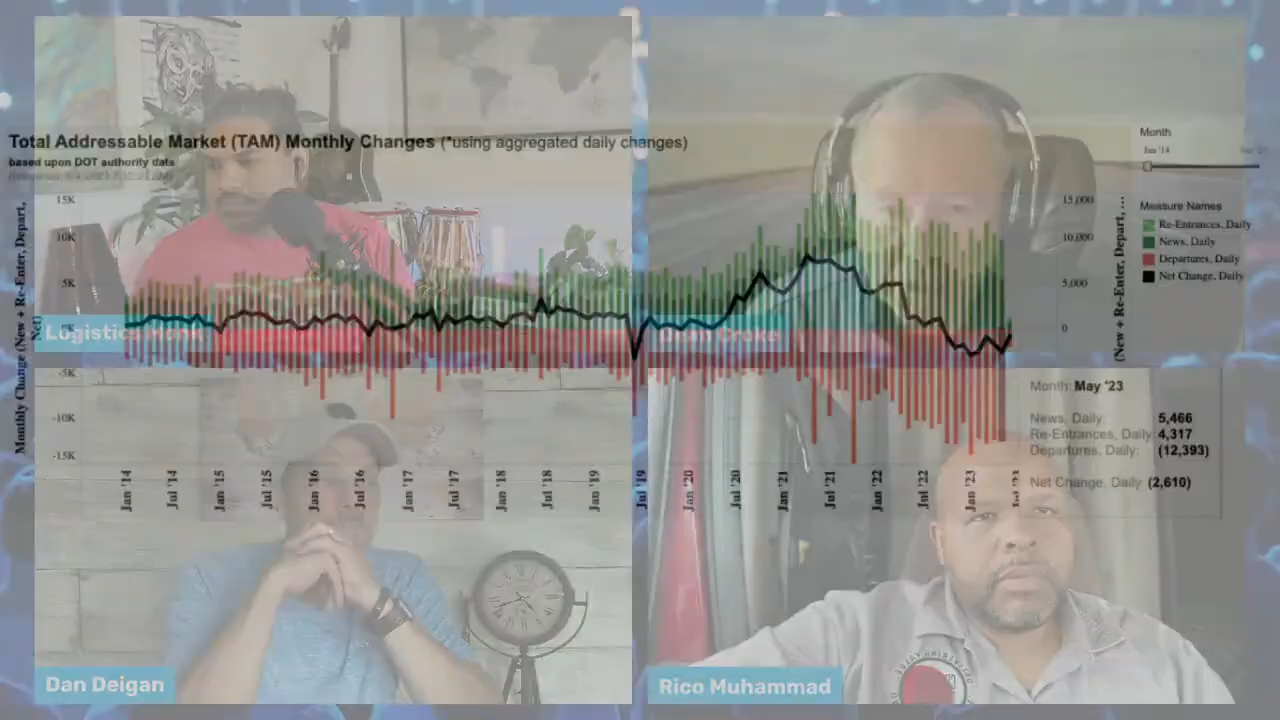 Total Addressable Market (TAM) Monthly Changes (*using aggregated daily changes)
based upon DOT authority data
Month
Jan '14
15K
10K
5K
-5K
-10K
-15K
Monthly Change (New + Re-Enter, Depart, Net)
15,000
10,000
5,000
0
(New + Re-Enter, Depart, ...
Measure Names
Re-Entrances, Daily
News, Daily
Departures, Daily
Net Change, Daily
Logistics
Month: May '23
News, Daily: 5,466
Re-Entrances, Daily: 4,317
Departures, Daily: (12,393)
Net Change, Daily: (2,610)
Jan '14
Jul '14
Jan '15
Jul '15
Jan '16
Jul '16
Jan '17
Jul '17
Jan '18
Jul '18
Jan '19
Jul '19
Jan '20
Jul '20
Jan '21
Jul '21
Jan '22
Jul '22
Jan '23
Dan Deigan
Rico Muhammad